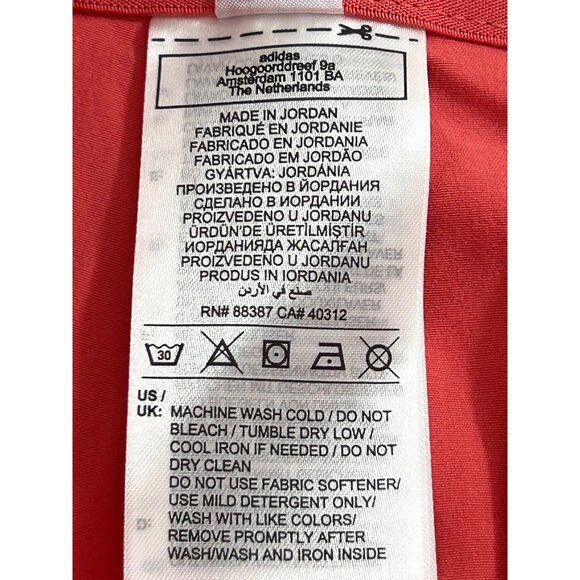 adidas
Hoogoorddreef 9a
Amsterdam 1101 BA
The Netherlands
MADE IN JORDAN
FABRIQUÉ EN JORDANIE
FABRICADO EN JORDANIA
FABRICADO EM JORDÃO
GYÁRTVA: JORDÁNIA
ПРОИЗВЕДЕНО В ЙОРДАНИЯ
СДЕЛАНО В ИОРДАНИИ
PROIZVEDENO U JORDANU
ÜRDÜN'DE ÜRETİLMİŞTİR
ИОРДАНИЯДА ЖАСАЛҒАН
PROIZVEDENO U JORDANU
PRODUS IN IORDANIA
صنع في الأردن
RN# 88387 CA# 40312
30
US /
UK: MACHINE WASH COLD / DO NOT
BLEACH / TUMBLE DRY LOW /
COOL IRON IF NEEDED / DO NOT
DRY CLEAN
DO NOT USE FABRIC SOFTENER/
USE MILD DETERGENT ONLY/
WASH WITH LIKE COLORS/
REMOVE PROMPTLY AFTER
WASH/WASH AND IRON INSIDE